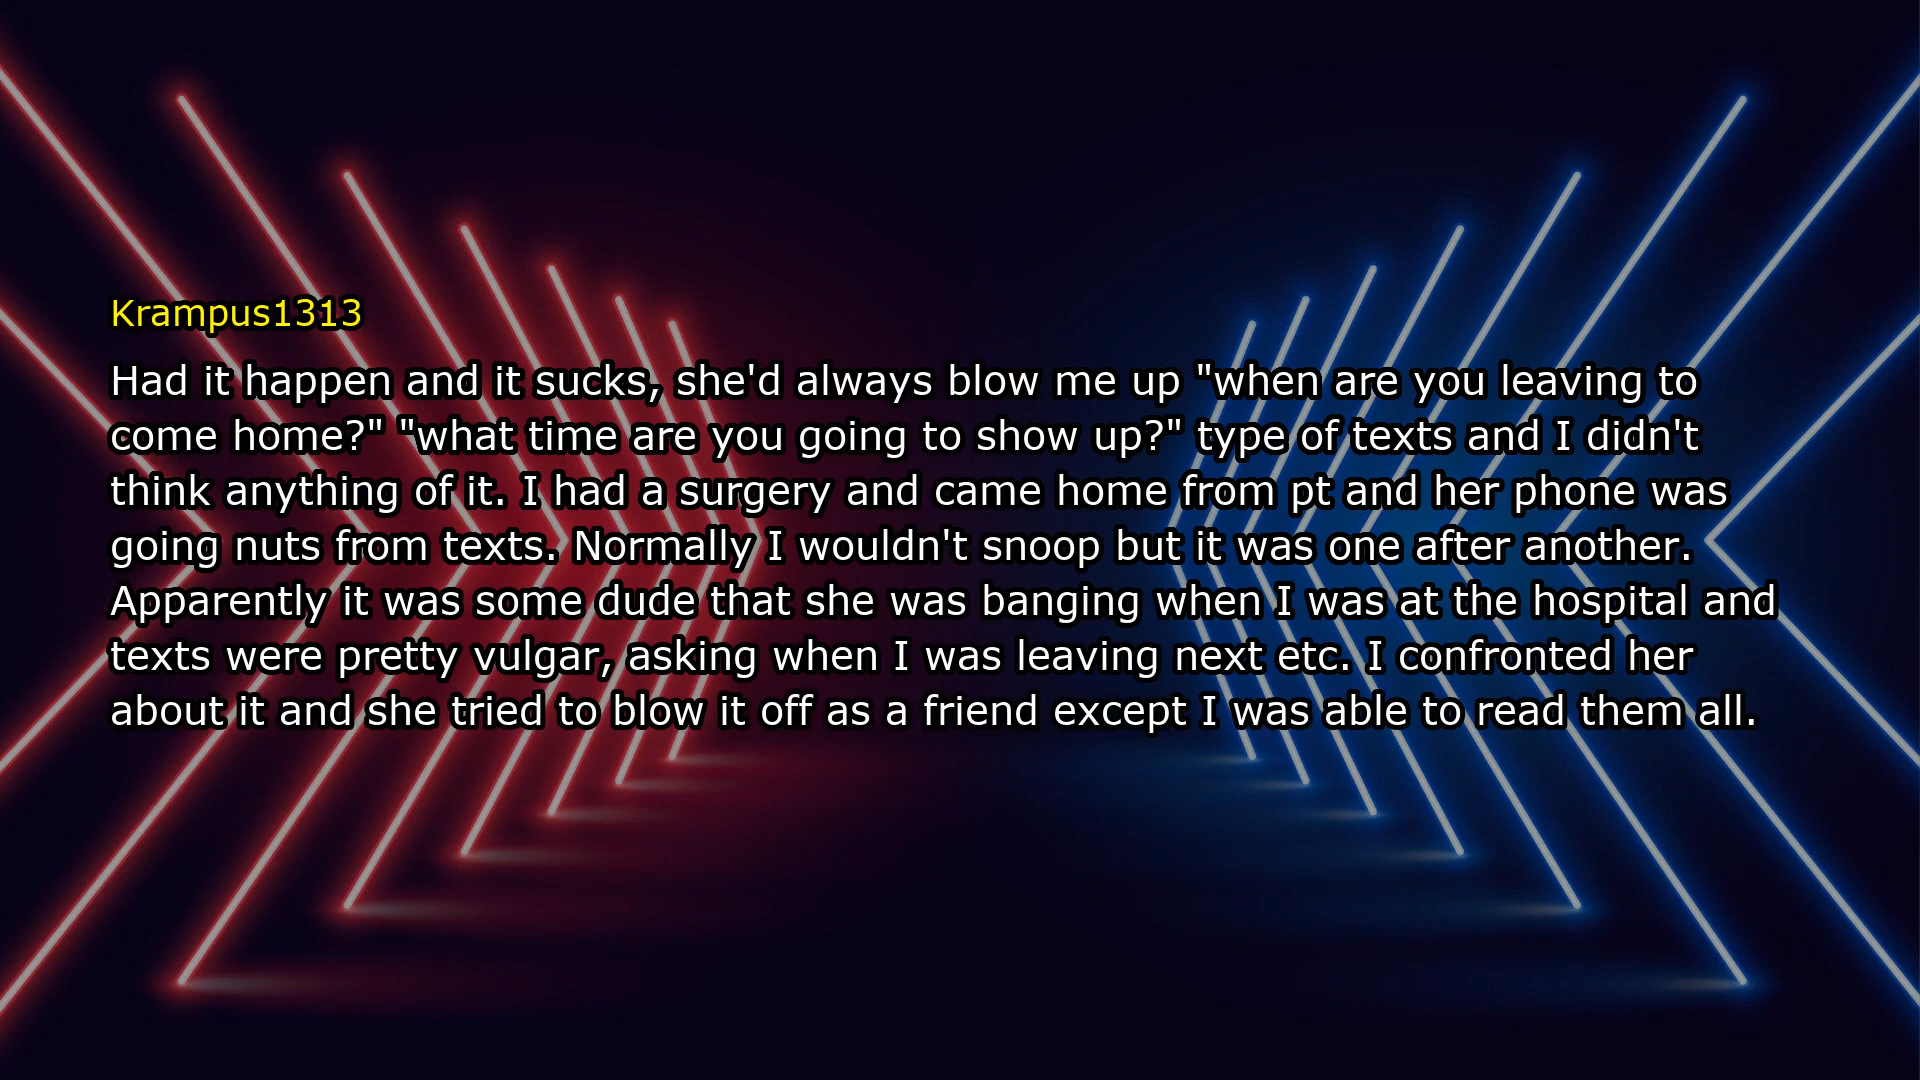 Krampus1313
Had it happen and it sucks, she'd always blow me up "when are you leaving to
come home?" "what time are you going to show up?" type of texts and I didn't
think anything of it. I had a surgery and came home from pt and her phone was
going nuts from texts. Normally I wouldn't snoop but it was one after another.
Apparently it was some dude that she was banging when I was at the hospital and
texts were pretty vulgar, asking when I was leaving next etc. I confronted her
about it and she tried to blow it off as a friend except I was able to read them all.